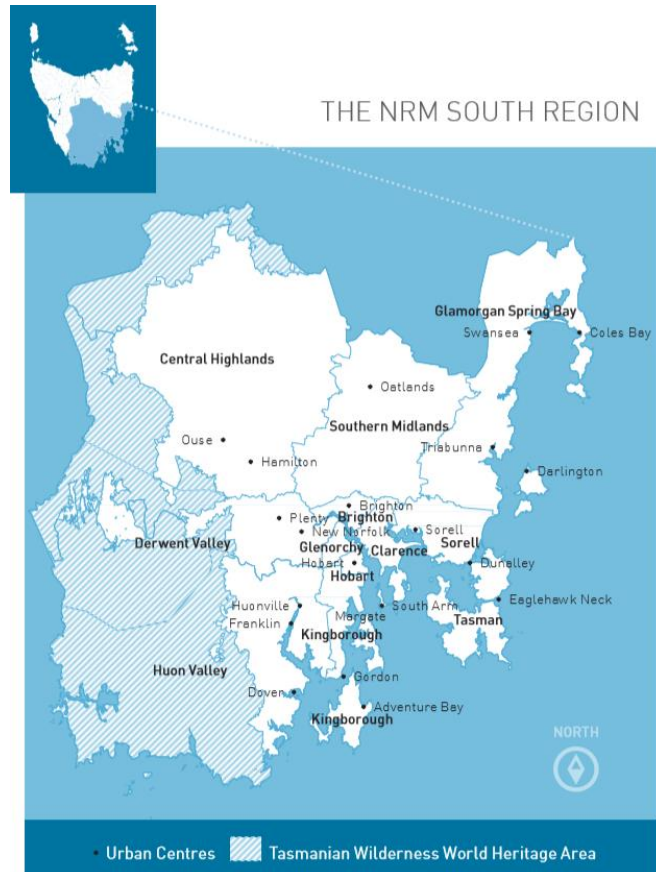 THE NRM SOUTH REGION
Glamorgan Spring Bay
Swansea
Coles Bay
Central Highlands
Oatlands
Southern Midlands
Ouse
Triabunna
Hamilton
Darlington
Brighton
Plenty
Brighton
New Norfolk
Sorell
Derwent Valley
Glenorchy
Clarence
Sorell
Hobart
Dunalley
Hobart
Eaglehawk Neck
Huonville
South Arm
Margate
Franklin
Tasman
Kingborough
Huon Valley
Gordon
Dover
Adventure Bay
Kingborough
NORTH
Urban Centres
Tasmanian Wilderness World Heritage Area